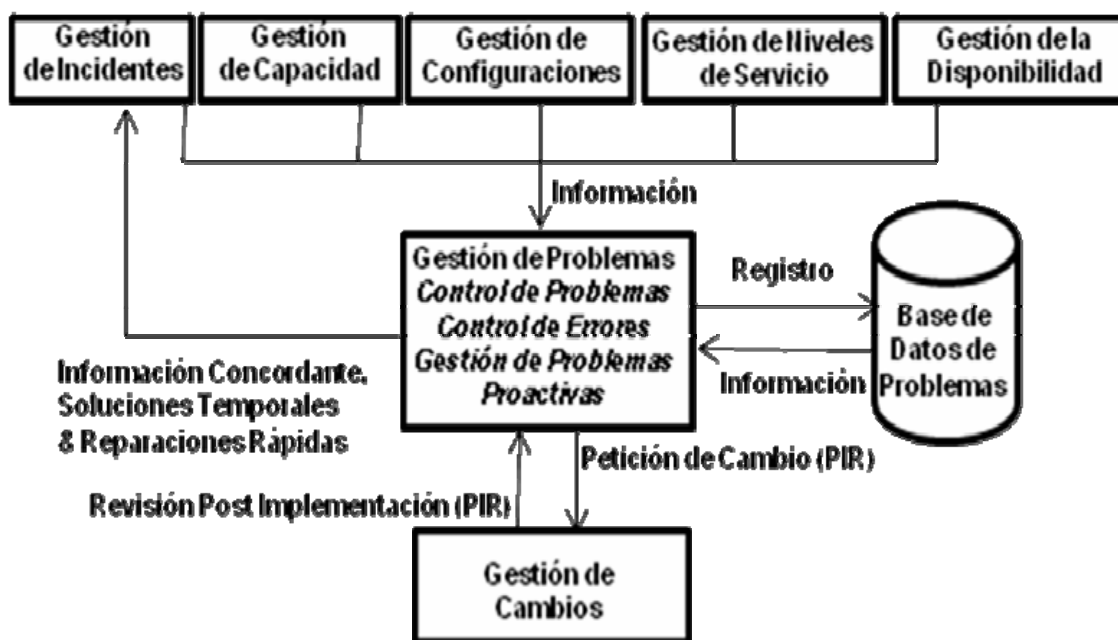 Gestión
de Incidentes
Gestión
de Capacidad
Gestión de
Configuraciones
Gestión de Niveles
de Servicio
Gestión de la
Disponibilidad
Información
Gestión de Problemas
Control de Problemas
Control de Errores
Gestión de Problemas
Proactivas
Registro
Información
Base de
Datos de
Problemas
Información Concordante,
Soluciones Temporales
& Reparaciones Ràpidas
Petición de Cambio (PIR)
Revisión Post Implementación (PIR)
Gestión de
Cambios